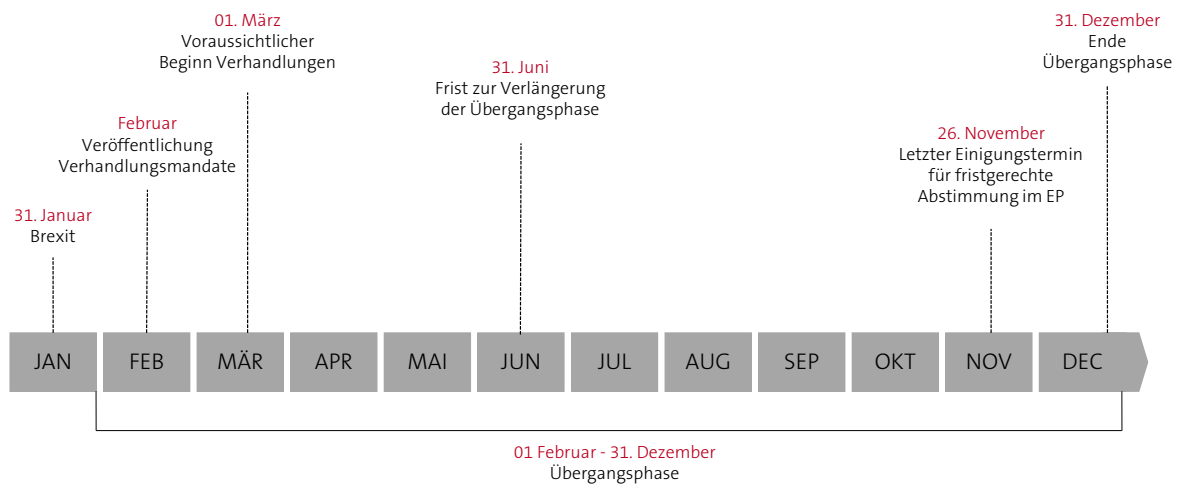 01. März
Voraussichtlicher
Beginn Verhandlungen
31. Dezember
Ende
Übergangsphase
31. Juni
Frist zur Verlängerung
der Übergangsphase
Februar
Veröffentlichung
Verhandlungsmandate
26. November
Letzter Einigungstermin
für fristgerechte
Abstimmung im EP
31. Januar
Brexit
JAN FEB MÄR APR MAI JUN JUL AUG SEP OKT NOV DEC
01 Februar - 31. Dezember
Übergangsphase